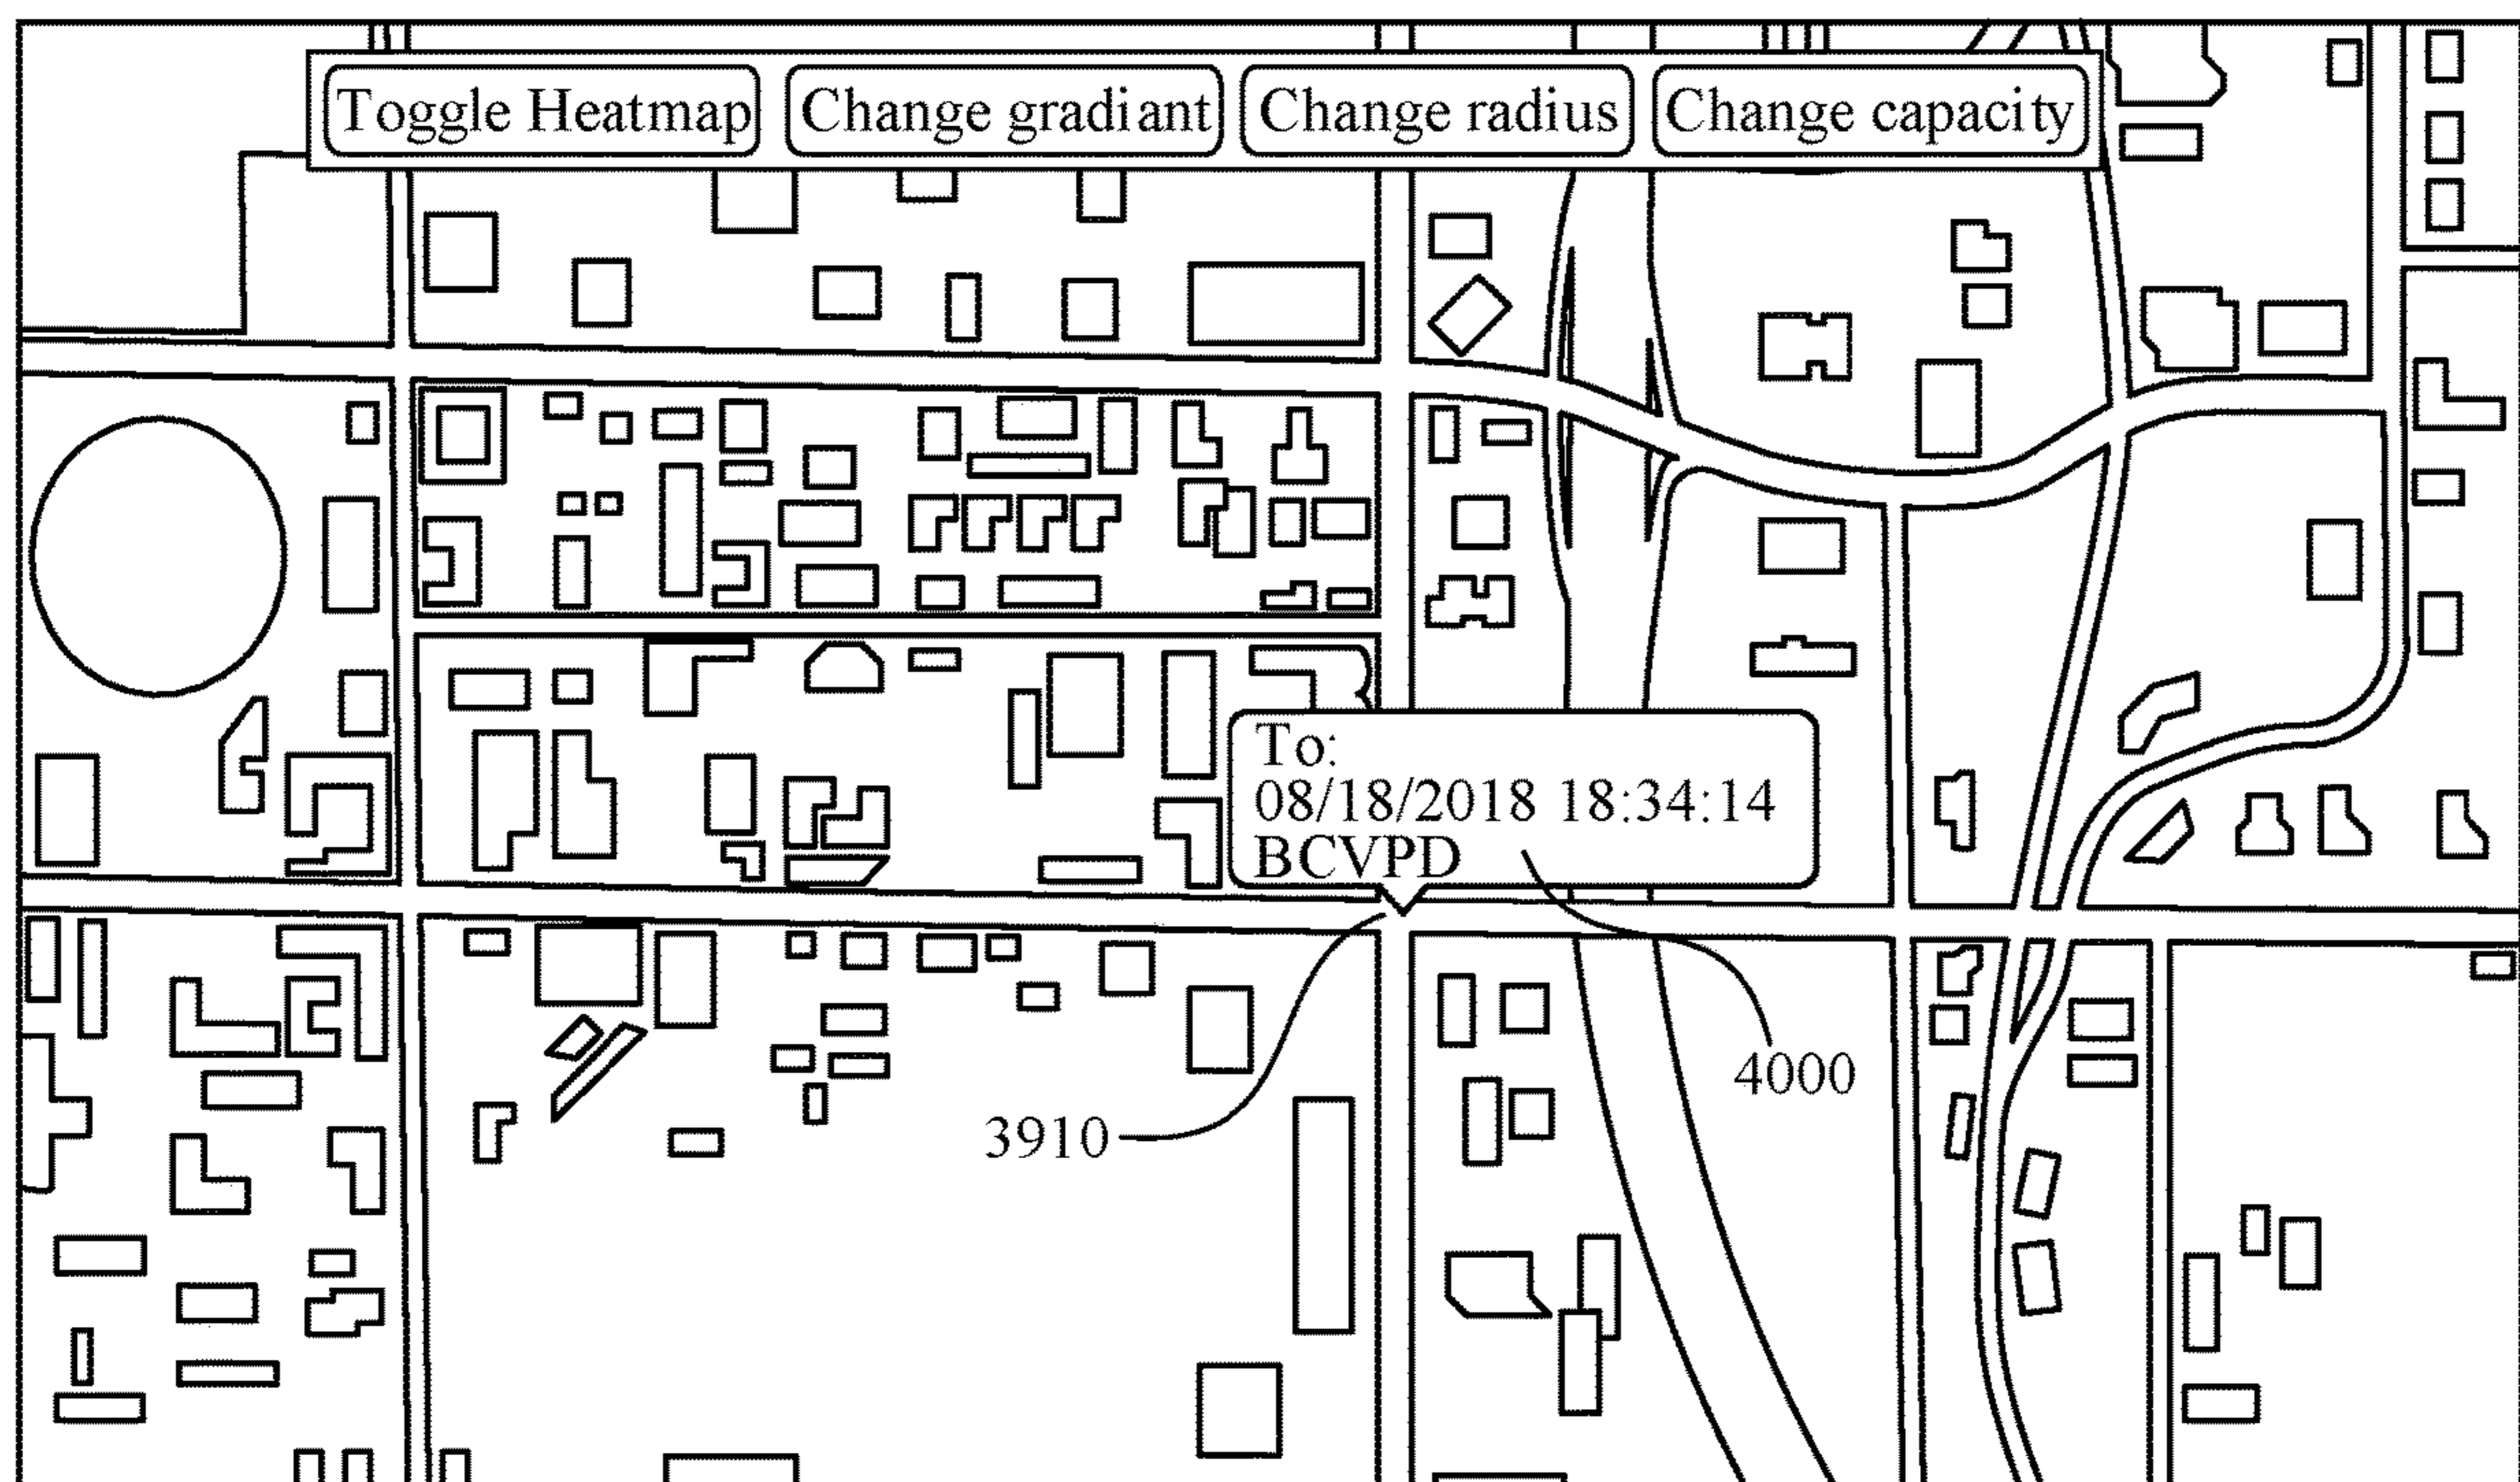 Toggle Heatmap Change gradiant Change radius Change capacity
To:
08/18/2018 18:34:14
BCVPD
4000
3910